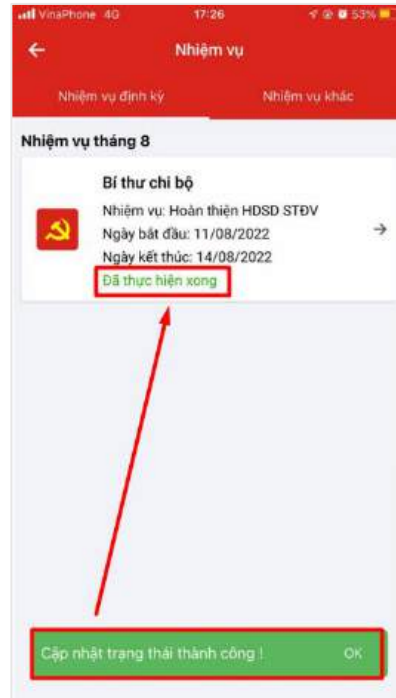 VinaPhone 4G 17:26 53%
Nhiệm vụ
Nhiệm vụ định kỳ Nhiệm vụ khác
Nhiệm vụ tháng 8
Bí thư chi bộ
Nhiệm vụ: Hoàn thiện HDSD STĐV
Ngày bắt đầu: 11/08/2022
Ngày kết thúc: 14/08/2022
Đã thực hiện xong
Cập nhật trạng thái thành công ! OK